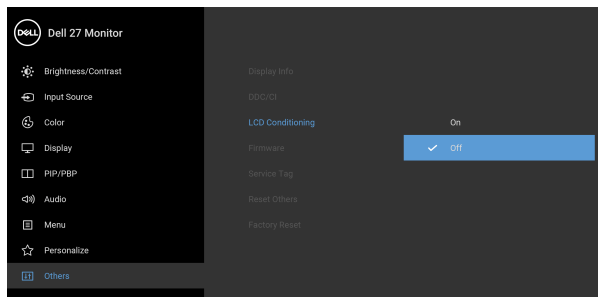 DELL Dell 27 Monitor
Brightness/Contrast
Input Source
Color
Display
PIP/PBP
Audio
Menu
Personalize
Others
Display Info
DDC/CI
LCD Conditioning
Firmware
Service Tag
Reset Others
Factory Reset
On
Off